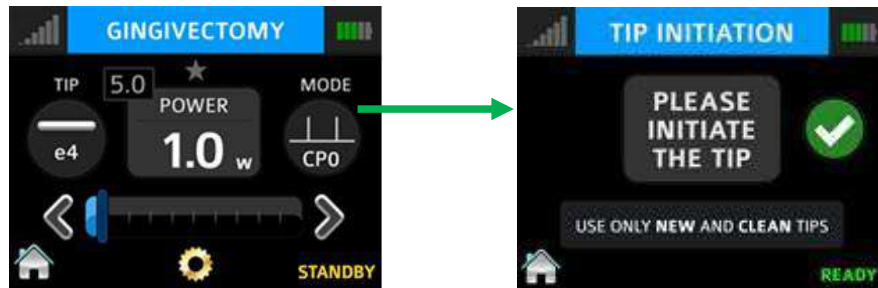 GINGIVECTOMY
TIP
5.0
MODE
POWER
1.0 w
e4
CP0
STANDBY
TIP INITIATION
PLEASE
INITIATE
THE TIP
USE ONLY NEW AND CLEAN TIPS
READY